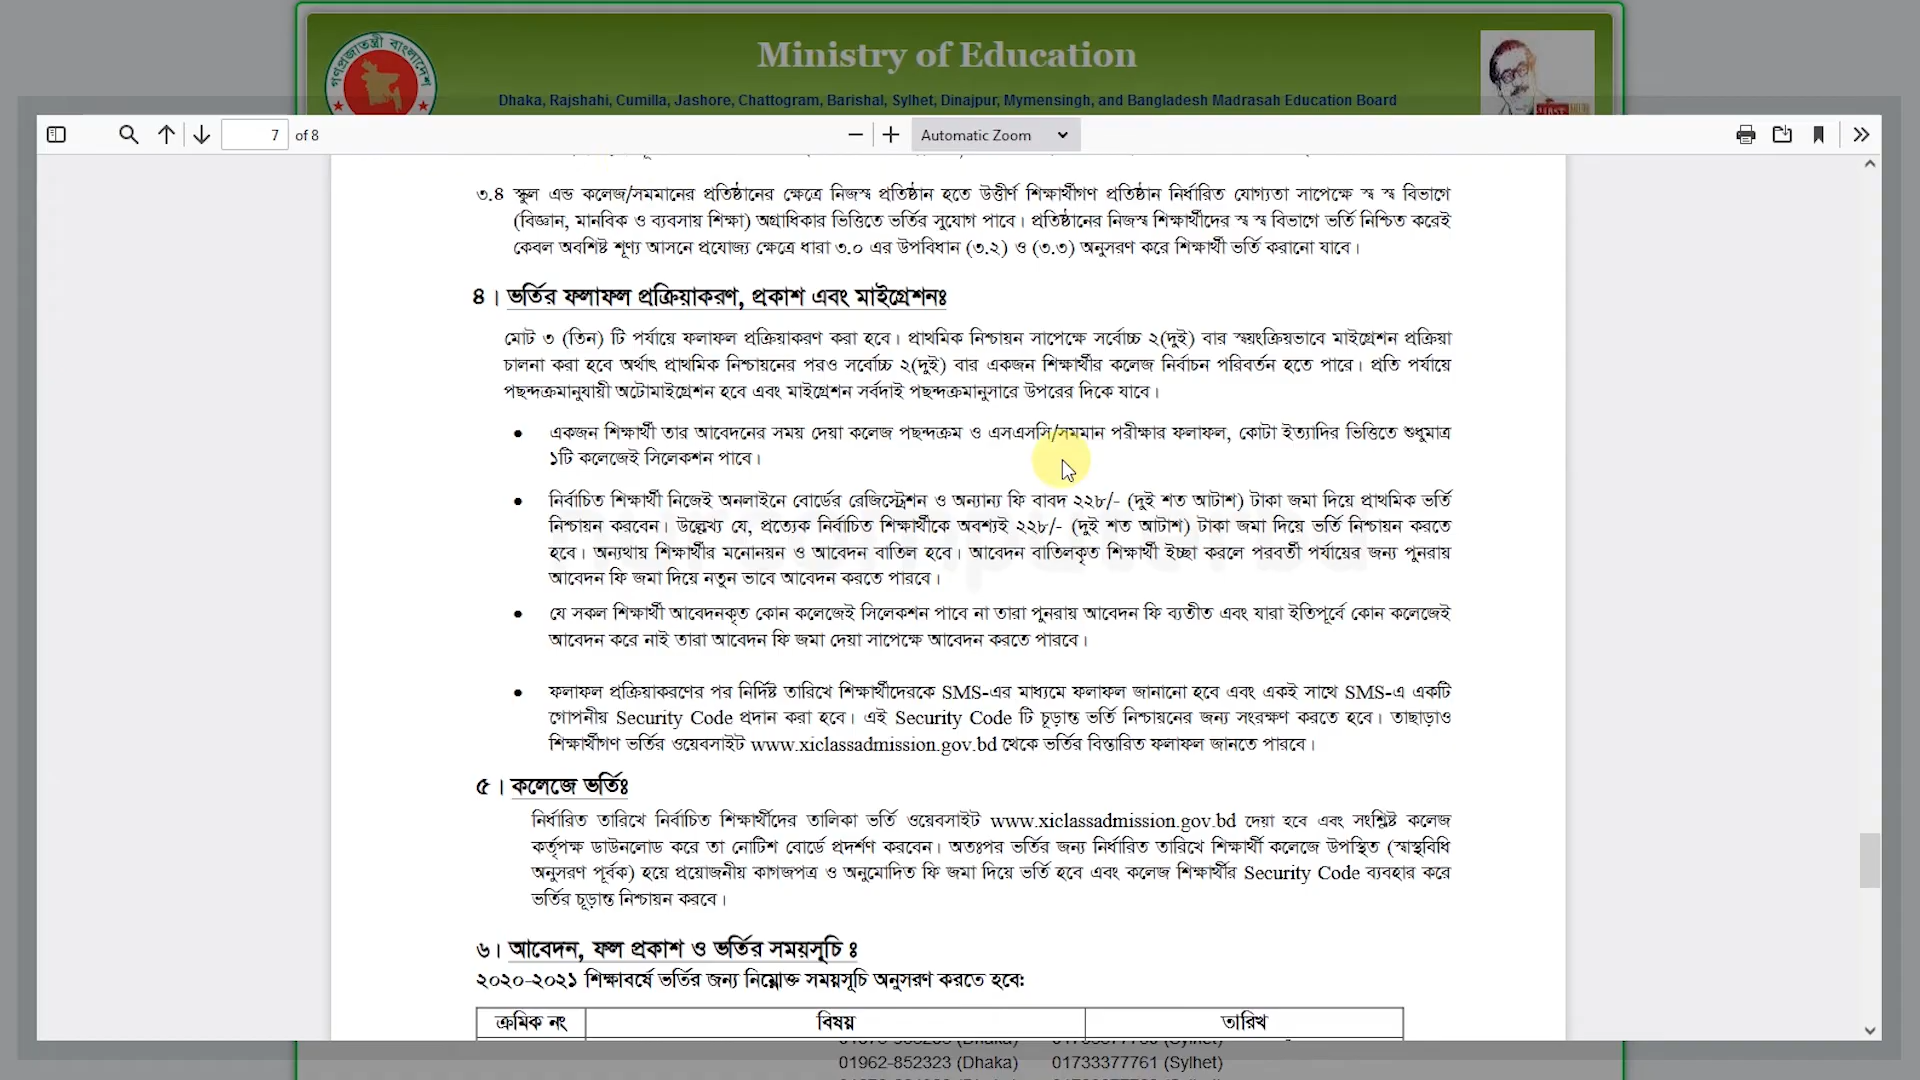 গণপ্রজাতন্ত্রী বাংলাদেশ
Ministry of Education
Dhaka, Rajshahi, Cumilla, Jashore, Chattogram, Barishal, Sylhet, Dinajpur, Mymensingh, and Bangladesh Madrasah Education Board
7 of 8
Automatic Zoom
৩.৪ স্কুল এন্ড কলেজ/সমমানের প্রতিষ্ঠানের ক্ষেত্রে নিজস্ব প্রতিষ্ঠান হতে উত্তীর্ণ শিক্ষার্থীগণ প্রতিষ্ঠান নির্ধারিত যোগ্যতা সাপেক্ষে স্ব স্ব বিভাগে
(বিজ্ঞান, মানবিক ও ব্যবসায় শিক্ষা) অগ্রাধিকার ভিত্তিতে ভর্তির সুযোগ পাবে। প্রতিষ্ঠানের নিজস্ব শিক্ষার্থীদের স্ব স্ব বিভাগে ভর্তি নিশ্চিত করেই
কেবল অবশিষ্ট শূণ্য আসনে প্রযোজ্য ক্ষেত্রে ধারা ৩.০ এর উপবিধান (৩.২) ও (৩.৩) অনুসরণ করে শিক্ষার্থী ভর্তি করানো যাবে।
৪। ভর্তির ফলাফল প্রক্রিয়াকরণ, প্রকাশ এবং মাইগ্রেশনঃ
মোট ৩ (তিন) টি পর্যায়ে ফলাফল প্রক্রিয়াকরণ করা হবে। প্রাথমিক নিশ্চায়ন সাপেক্ষে সর্বোচ্চ ২(দুই) বার স্বয়ংক্রিয়ভাবে মাইগ্রেশন প্রক্রিয়া
চালনা করা হবে অর্থাৎ প্রাথমিক নিশ্চায়নের পরও সর্বোচ্চ ২(দুই) বার একজন শিক্ষার্থীর কলেজ নির্বাচন পরিবর্তন হতে পারে। প্রতি পর্যায়ে
পছন্দক্রমানুযায়ী অটোমাইগ্রেশন হবে এবং মাইগ্রেশন সর্বদাই পছন্দক্রমানুসারে উপরের দিকে যাবে।
• একজন শিক্ষার্থী তার আবেদনের সময় দেয়া কলেজ পছন্দক্রম ও এসএসসি/সমমান পরীক্ষার ফলাফল, কোটা ইত্যাদির ভিত্তিতে শুধুমাত্র
১টি কলেজেই সিলেকশন পাবে।
• নির্বাচিত শিক্ষার্থী নিজেই অনলাইনে বোর্ডের রেজিস্ট্রেশন ও অন্যান্য ফি বাবদ ২২৮/- (দুই শত আটাশ) টাকা জমা দিয়ে প্রাথমিক ভর্তি
নিশ্চায়ন করবেন। উল্লেখ্য যে, প্রত্যেক নির্বাচিত শিক্ষার্থীকে অবশ্যই ২২৮/- (দুই শত আটাশ) টাকা জমা দিয়ে ভর্তি নিশ্চায়ন করতে
হবে। অন্যথায় শিক্ষার্থীর মনোনয়ন ও আবেদন বাতিল হবে। আবেদন বাতিলকৃত শিক্ষার্থী ইচ্ছা করলে পরবর্তী পর্যায়ের জন্য পুনরায়
আবেদন ফি জমা দিয়ে নতুন ভাবে আবেদন করতে পারবে।
• যে সকল শিক্ষার্থী আবেদনকৃত কোন কলেজেই সিলেকশন পাবে না তারা পুনরায় আবেদন ফি ব্যতীত এবং যারা ইতিপূর্বে কোন কলেজেই
আবেদন করে নাই তারা আবেদন ফি জমা দেয়া সাপেক্ষে আবেদন করতে পারবে।
• ফলাফল প্রক্রিয়াকরণের পর নির্দিষ্ট তারিখে শিক্ষার্থীদেরকে SMS-এর মাধ্যমে ফলাফল জানানো হবে এবং একই সাথে SMS-এ একটি
গোপনীয় Security Code প্রদান করা হবে। এই Security Code টি চূড়ান্ত ভর্তি নিশ্চায়নের জন্য সংরক্ষণ করতে হবে। তাছাড়াও
শিক্ষার্থীগণ ভর্তির ওয়েবসাইট www.xiclassadmission.gov.bd থেকে ভর্তির বিস্তারিত ফলাফল জানতে পারবে।
৫। কলেজে ভর্তিঃ
নির্ধারিত তারিখে নির্বাচিত শিক্ষার্থীদের তালিকা ভর্তি ওয়েবসাইট www.xiclassadmission.gov.bd দেয়া হবে এবং সংশ্লিষ্ট কলেজ
কর্তৃপক্ষ ডাউনলোড করে তা নোটিশ বোর্ডে প্রদর্শণ করবেন। অতঃপর ভর্তির জন্য নির্ধারিত তারিখে শিক্ষার্থী কলেজে উপস্থিত (স্বাস্থবিধি
অনুসরণ পূর্বক) হয়ে প্রয়োজনীয় কাগজপত্র ও অনুমোদিত ফি জমা দিয়ে ভর্তি হবে এবং কলেজ শিক্ষার্থীর Security Code ব্যবহার করে
ভর্তির চূড়ান্ত নিশ্চায়ন করবে।
৬। আবেদন, ফল প্রকাশ ও ভর্তির সময়সূচি ঃ
২০২০-২০২১ শিক্ষাবর্ষে ভর্তির জন্য নিম্নোক্ত সময়সূচি অনুসরণ করতে হবে:
ক্রমিক নং বিষয় তারিখ
01962-852323 (Dhaka) 01733377761 (Sylhet)